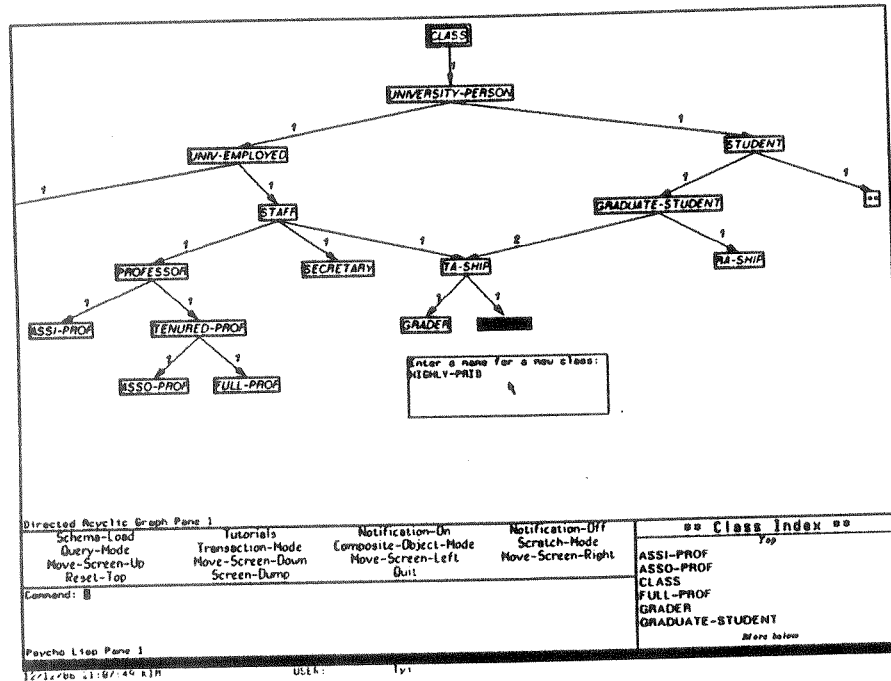 CLASS
1
UNIVERSITY-PERSON
1 1
UNIV-EMPLOYED STUDENT
1 1 1 1
STAFF GRADUATE-STUDENT **
1 1 1 2 1
PROFESSOR SECRETARY TA-SHIP RA-SHIP
1 1 1 1
ASSI-PROF TENURED-PROF GRADER
1 1
ASSO-PROF FULL-PROF
Enter a name for a new class:
HIGHLY-PAID
Directed Acyclic Graph Pane 1
Schema-Load Tutorials Notification-On Notification-Off
Query-Mode Transaction-Mode Composite-Object-Mode Scratch-Mode
Move-Screen-Up Move-Screen-Down Move-Screen-Left Move-Screen-Right
Reset-Top Screen-Dump Quit
Command:
Psycho Lisp Pane 1
** Class Index **
Top
ASSI-PROF
ASSO-PROF
CLASS
FULL-PROF
GRADER
GRADUATE-STUDENT
More below
12/12/86 KIM USER: